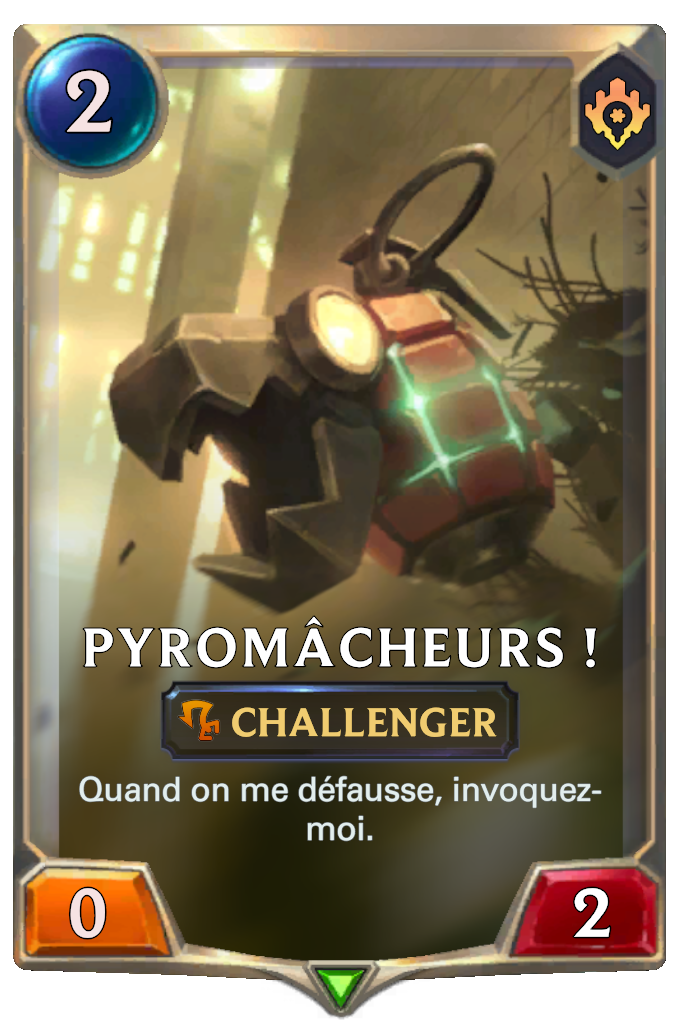 2
PYROMÂCHEURS !
CHALLENGER
Quand on me défausse, invoquez-
moi.
0
2